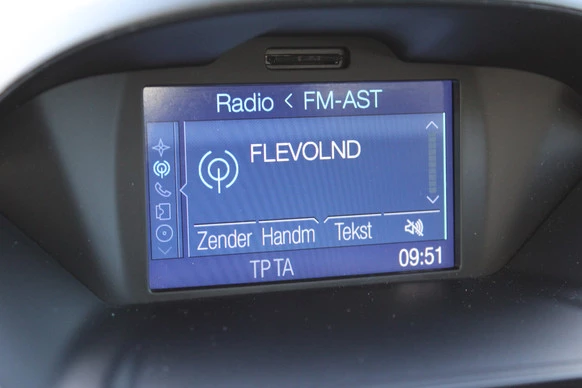 Radio < FM-AST
FLEVOLND
Zender Handm Tekst
TP TA 09:51